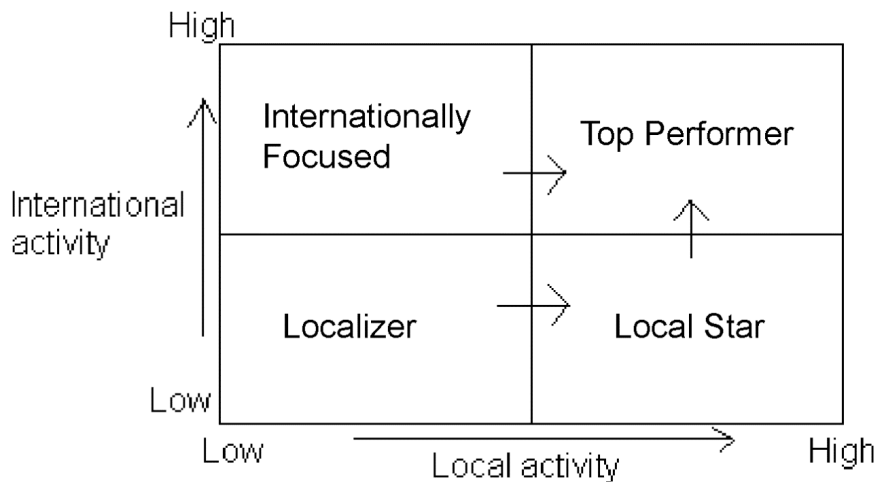 High
Internationally
Focused
Top Performer
International
activity
Localizer
Local Star
Low
Low
Local activity
High